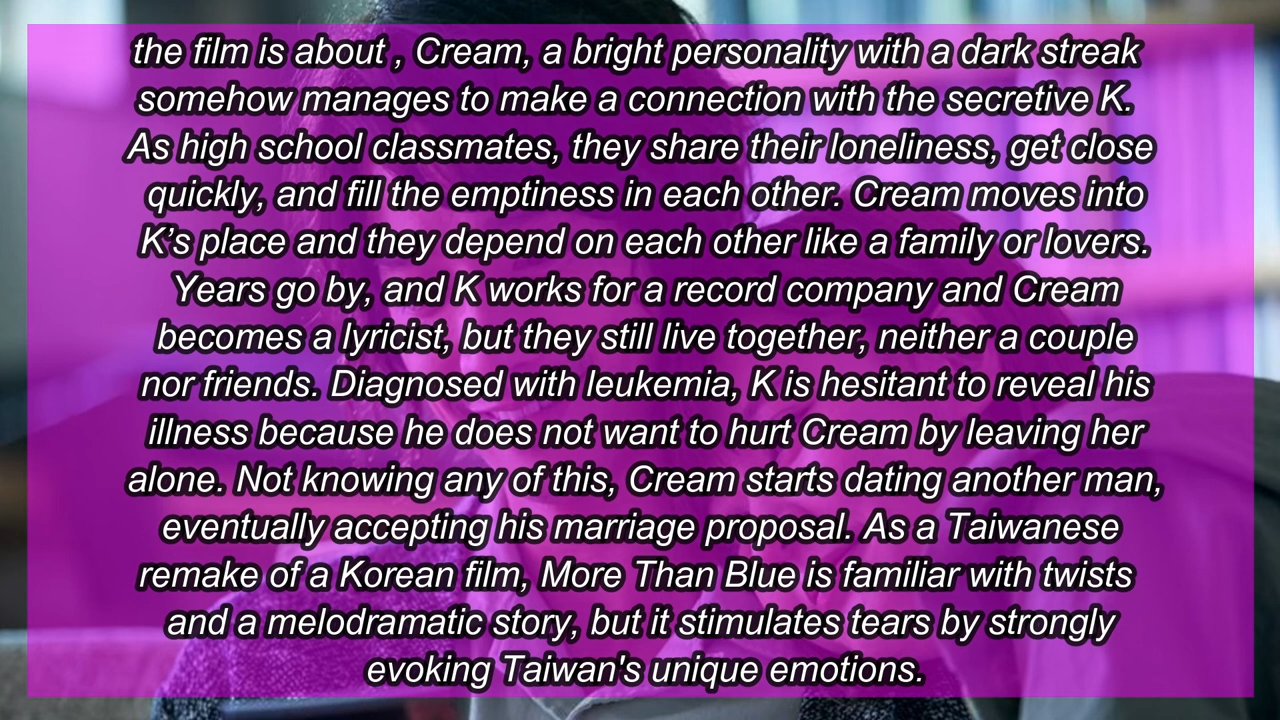 the film is about , Cream, a bright personality with a dark streak
somehow manages to make a connection with the secretive K.
As high school classmates, they share their loneliness, get close
quickly, and fill the emptiness in each other. Cream moves into
K’s place and they depend on each other like a family or lovers.
Years go by, and K works for a record company and Cream
becomes a lyricist, but they still live together, neither a couple
nor friends. Diagnosed with leukemia, K is hesitant to reveal his
illness because he does not want to hurt Cream by leaving her
alone. Not knowing any of this, Cream starts dating another man,
eventually accepting his marriage proposal. As a Taiwanese
remake of a Korean film, More Than Blue is familiar with twists
and a melodramatic story, but it stimulates tears by strongly
evoking Taiwan's unique emotions.